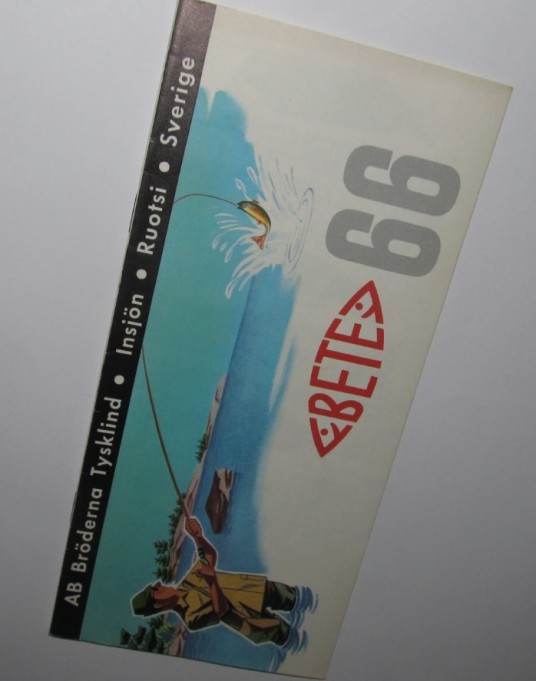 AB Bröderna Tysklind • Insjön • Ruotsi • Sverige
BETE 66